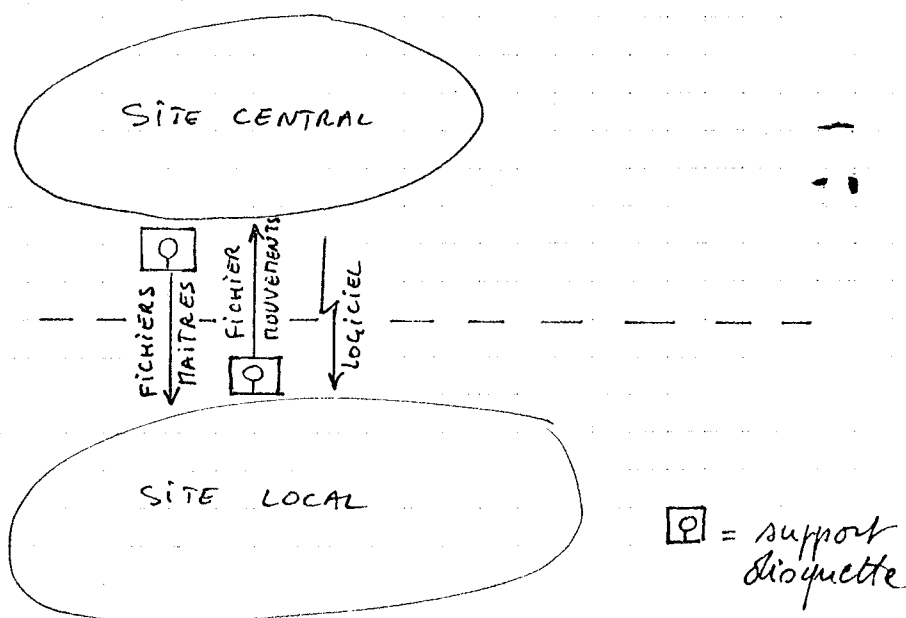 SiTE CENTRAL
FiCHiERS
MAiTRES
FiCHiER
MOUVEMENTS
LOGiCiEL
SiTE LOCAL
= support
disquette